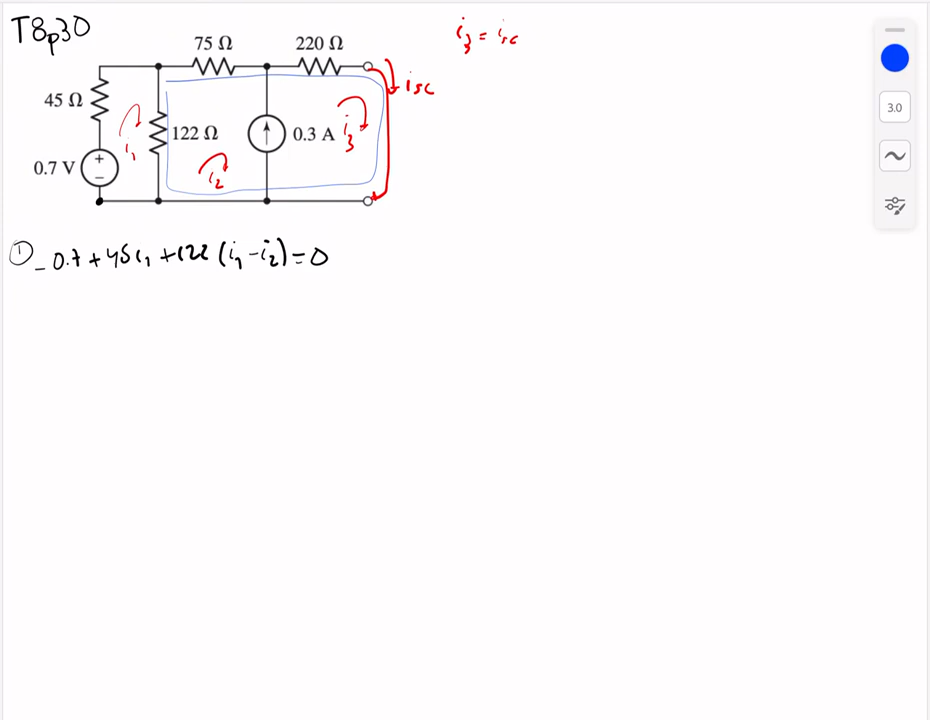 T8p30
i3 = isc
75 Ω
220 Ω
isc
45 Ω
i1
122 Ω
0.3 A
i3
0.7 V
+
−
i2
① -0.7 + 45i1 + 122 (i1 - i2) = 0
3.0